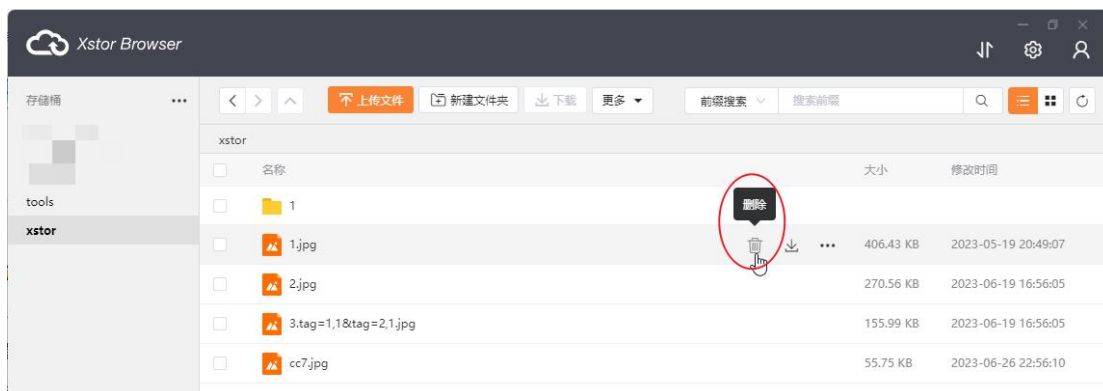 Xstor Browser
存储桶
tools
xstor
上传文件 新建文件夹 下载 更多 前缀搜索 搜索前缀
xstor
名称 大小 修改时间
1
删除
1.jpg 406.43 KB 2023-05-19 20:49:07
2.jpg 270.56 KB 2023-06-19 16:56:05
3.tag=1,1&tag=2,1.jpg 155.99 KB 2023-06-19 16:56:05
cc7.jpg 55.75 KB 2023-06-26 22:56:10